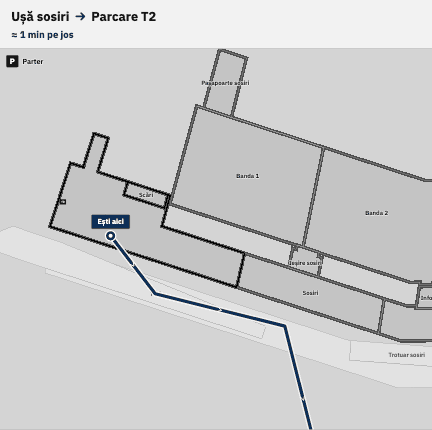 Ușă sosiri → Parcare T2
≈ 1 min pe jos
P Parter
Pașapoarte sosiri
Banda 1
Banda 2
Scări
Ești aici
Ieșire sosiri
Sosiri
Info
Trotuar sosiri